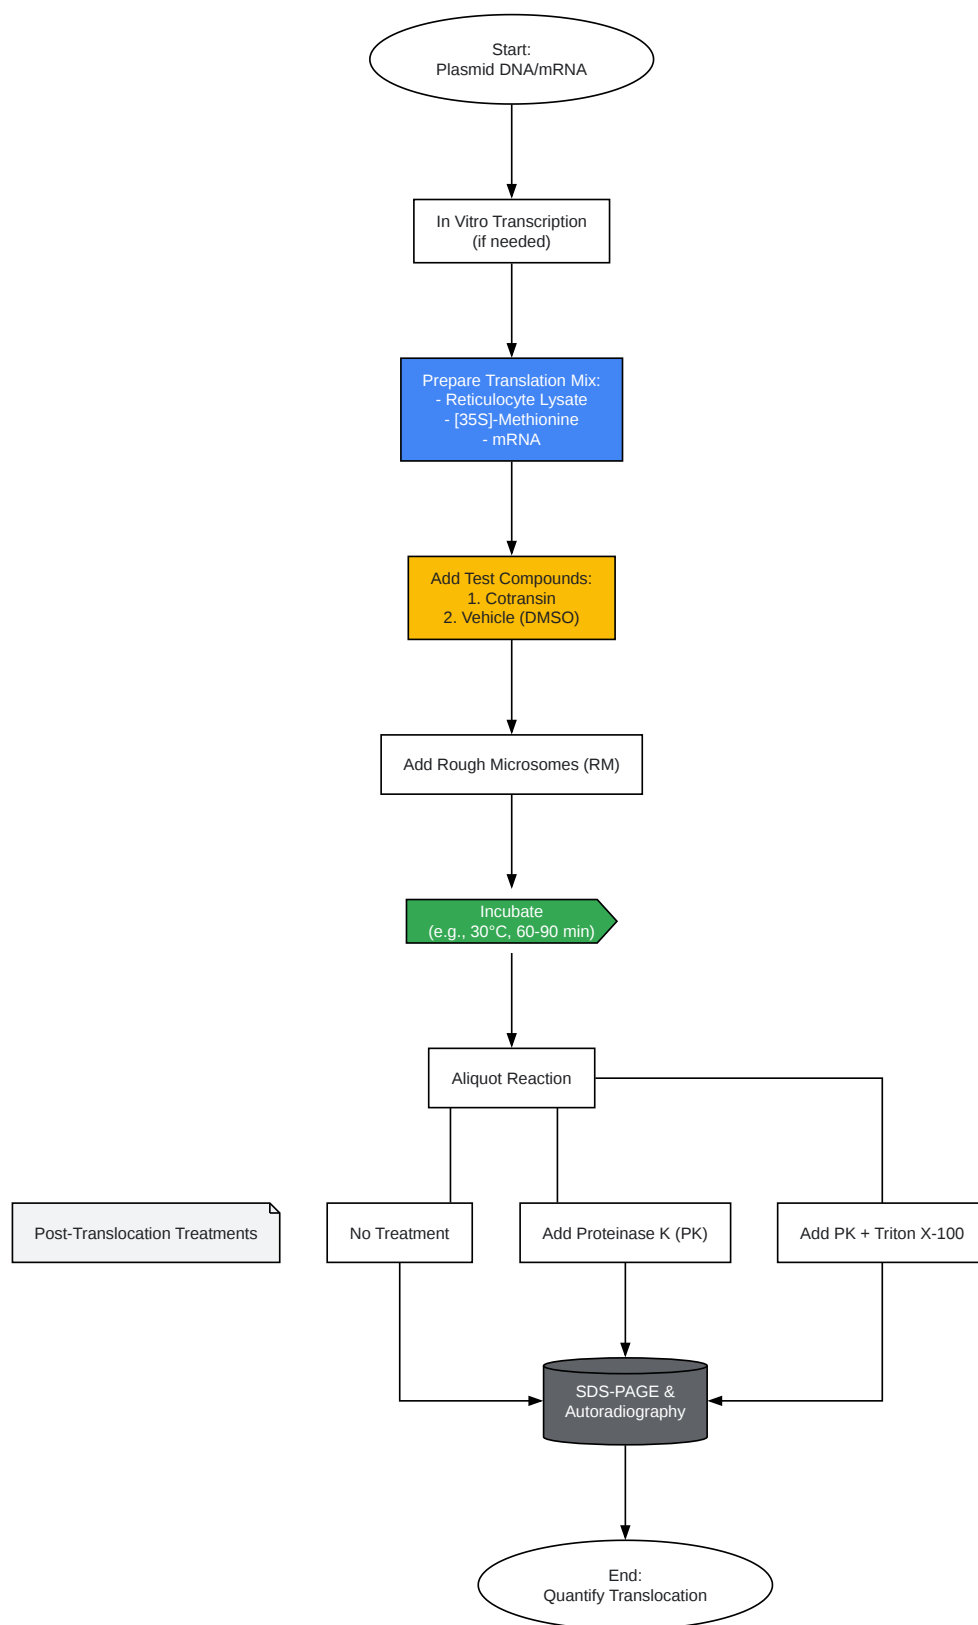 Start:
Plasmid DNA/mRNA
In Vitro Transcription
(if needed)
Prepare Translation Mix:
- Reticulocyte Lysate
- [35S]-Methionine
- mRNA
Add Test Compounds:
1. Cotransin
2. Vehicle (DMSO)
Add Rough Microsomes (RM)
Incubate
(e.g., 30°C, 60-90 min)
Aliquot Reaction
Post-Translocation Treatments
No Treatment
Add Proteinase K (PK)
Add PK + Triton X-100
SDS-PAGE &
Autoradiography
End:
Quantify Translocation